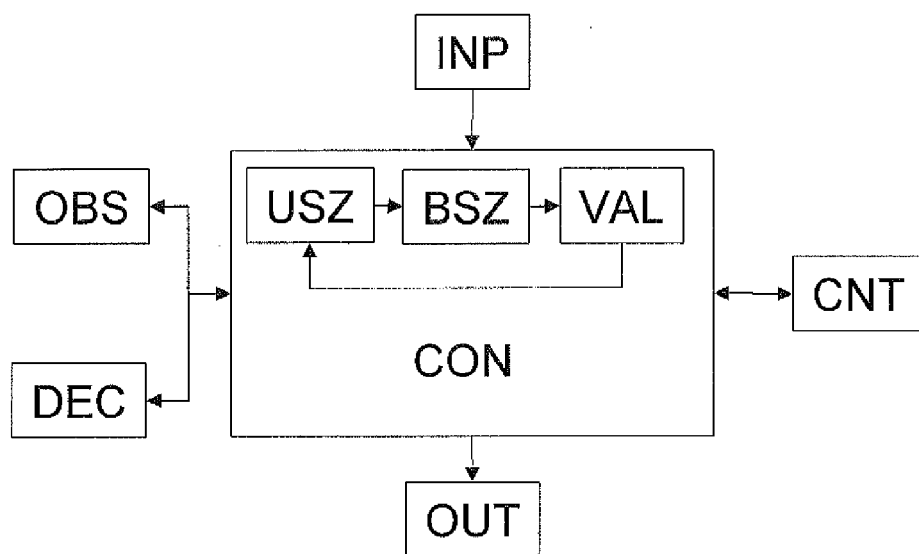 INP
USZ
BSZ
VAL
OBS
CNT
CON
DEC
OUT